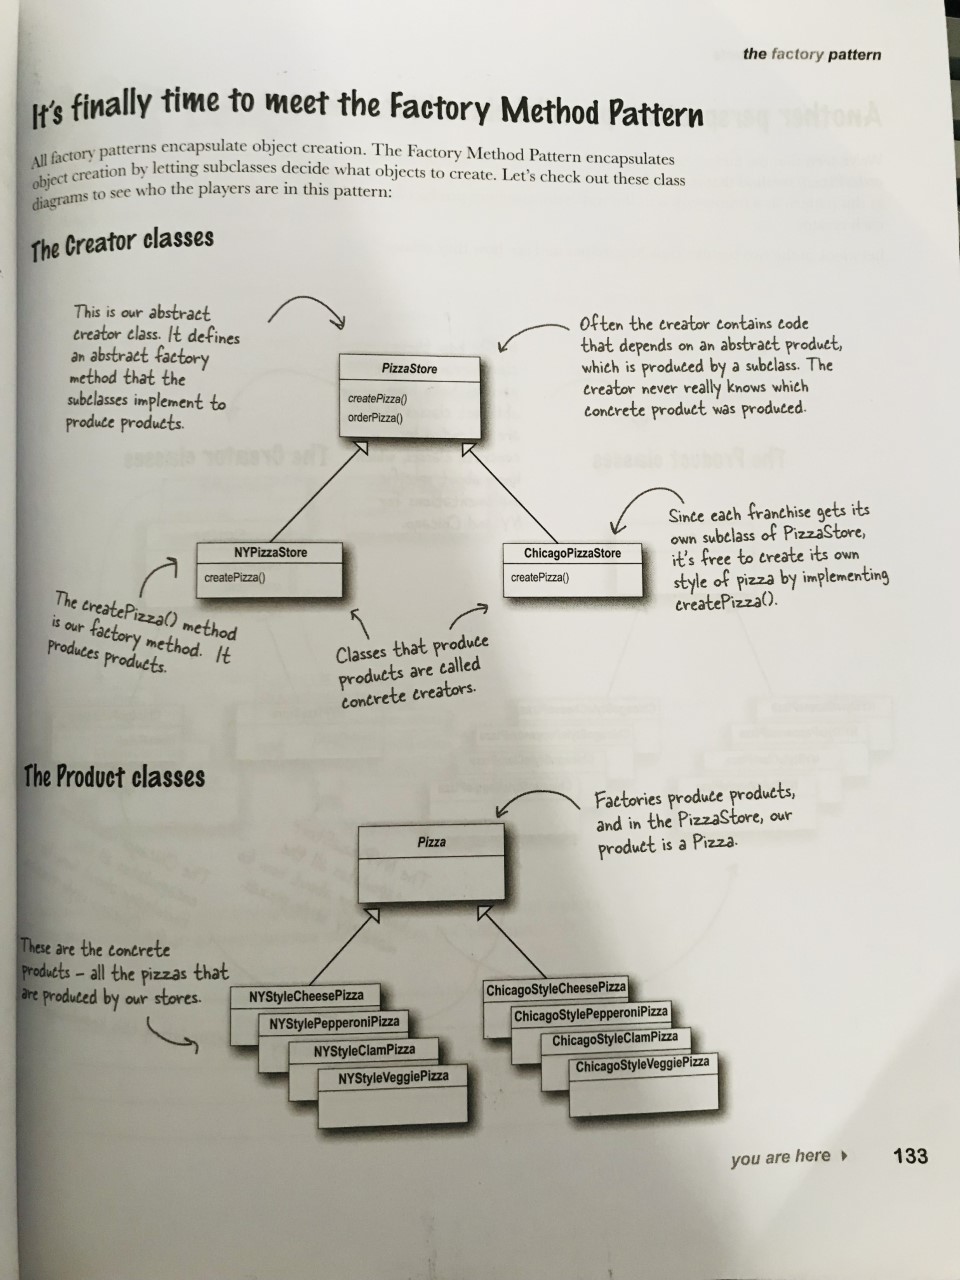 the factory pattern
It's finally time to meet the Factory Method Pattern
All factory patterns encapsulate object creation. The Factory Method Pattern encapsulates
object creation by letting subclasses decide what objects to create. Let's check out these class
diagrams to see who the players are in this pattern:
The Creator classes
This is our abstract
creator class. It defines
an abstract factory
method that the
subclasses implement to
produce products.
PizzaStore
createPizza()
orderPizza()
Often the creator contains code
that depends on an abstract product,
which is produced by a subclass. The
creator never really knows which
concrete product was produced.
NYPizzaStore
createPizza()
ChicagoPizzaStore
createPizza()
Since each franchise gets its
own subclass of PizzaStore,
it's free to create its own
style of pizza by implementing
createPizza().
The createPizza() method
is our factory method. It
produces products.
Classes that produce
products are called
concrete creators.
The Product classes
Pizza
Factories produce products,
and in the PizzaStore, our
product is a Pizza.
These are the concrete
products – all the pizzas that
are produced by our stores.
NYStyleCheesePizza
NYStylePepperoniPizza
NYStyleClamPizza
NYStyleVeggiePizza
ChicagoStyleCheesePizza
ChicagoStylePepperoniPizza
ChicagoStyleClamPizza
ChicagoStyleVeggiePizza
you are here
133